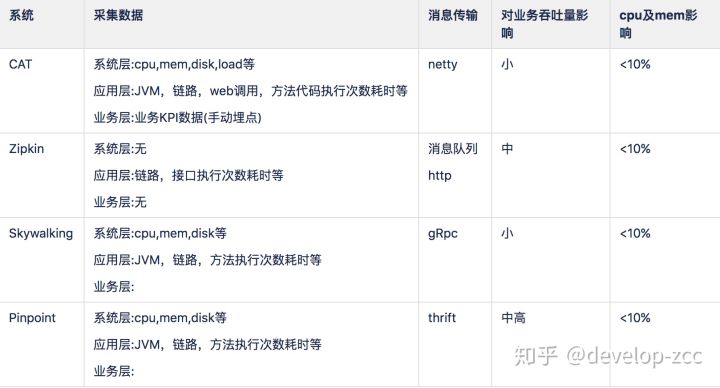 系统 采集数据 消息传输 对业务吞吐量影响 cpu及mem影响
CAT 系统层:cpu,mem,disk,load等 netty 小 <10%
应用层:JVM，链路，web调用，方法代码执行次数耗时等
业务层:业务KPI数据(手动埋点)
Zipkin 系统层:无 消息队列 中 <10%
应用层:链路，接口执行次数耗时等 http
业务层:无
Skywalking 系统层:cpu,mem,disk等 gRpc 小 <10%
应用层:JVM，链路，方法执行次数耗时等
业务层:
Pinpoint 系统层:cpu,mem,disk等 thrift 中高 <10%
应用层:JVM，链路，方法执行次数耗时等
业务层:
知乎 @develop-zcc